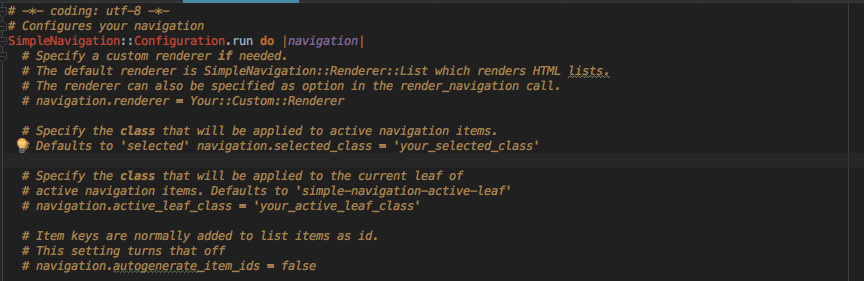 # -*- coding: utf-8 -*-
# Configures your navigation
SimpleNavigation::Configuration.run do |navigation|
# Specify a custom renderer if needed.
# The default renderer is SimpleNavigation::Renderer::List which renders HTML lists.
# The renderer can also be specified as option in the render_navigation call.
# navigation.renderer = Your::Custom::Renderer
# Specify the class that will be applied to active navigation items.
# Defaults to 'selected' navigation.selected_class = 'your_selected_class'
# Specify the class that will be applied to the current leaf of
# active navigation items. Defaults to 'simple-navigation-active-leaf'
# navigation.active_leaf_class = 'your_active_leaf_class'
# Item keys are normally added to list items as id.
# This setting turns that off
# navigation.autogenerate_item_ids = false